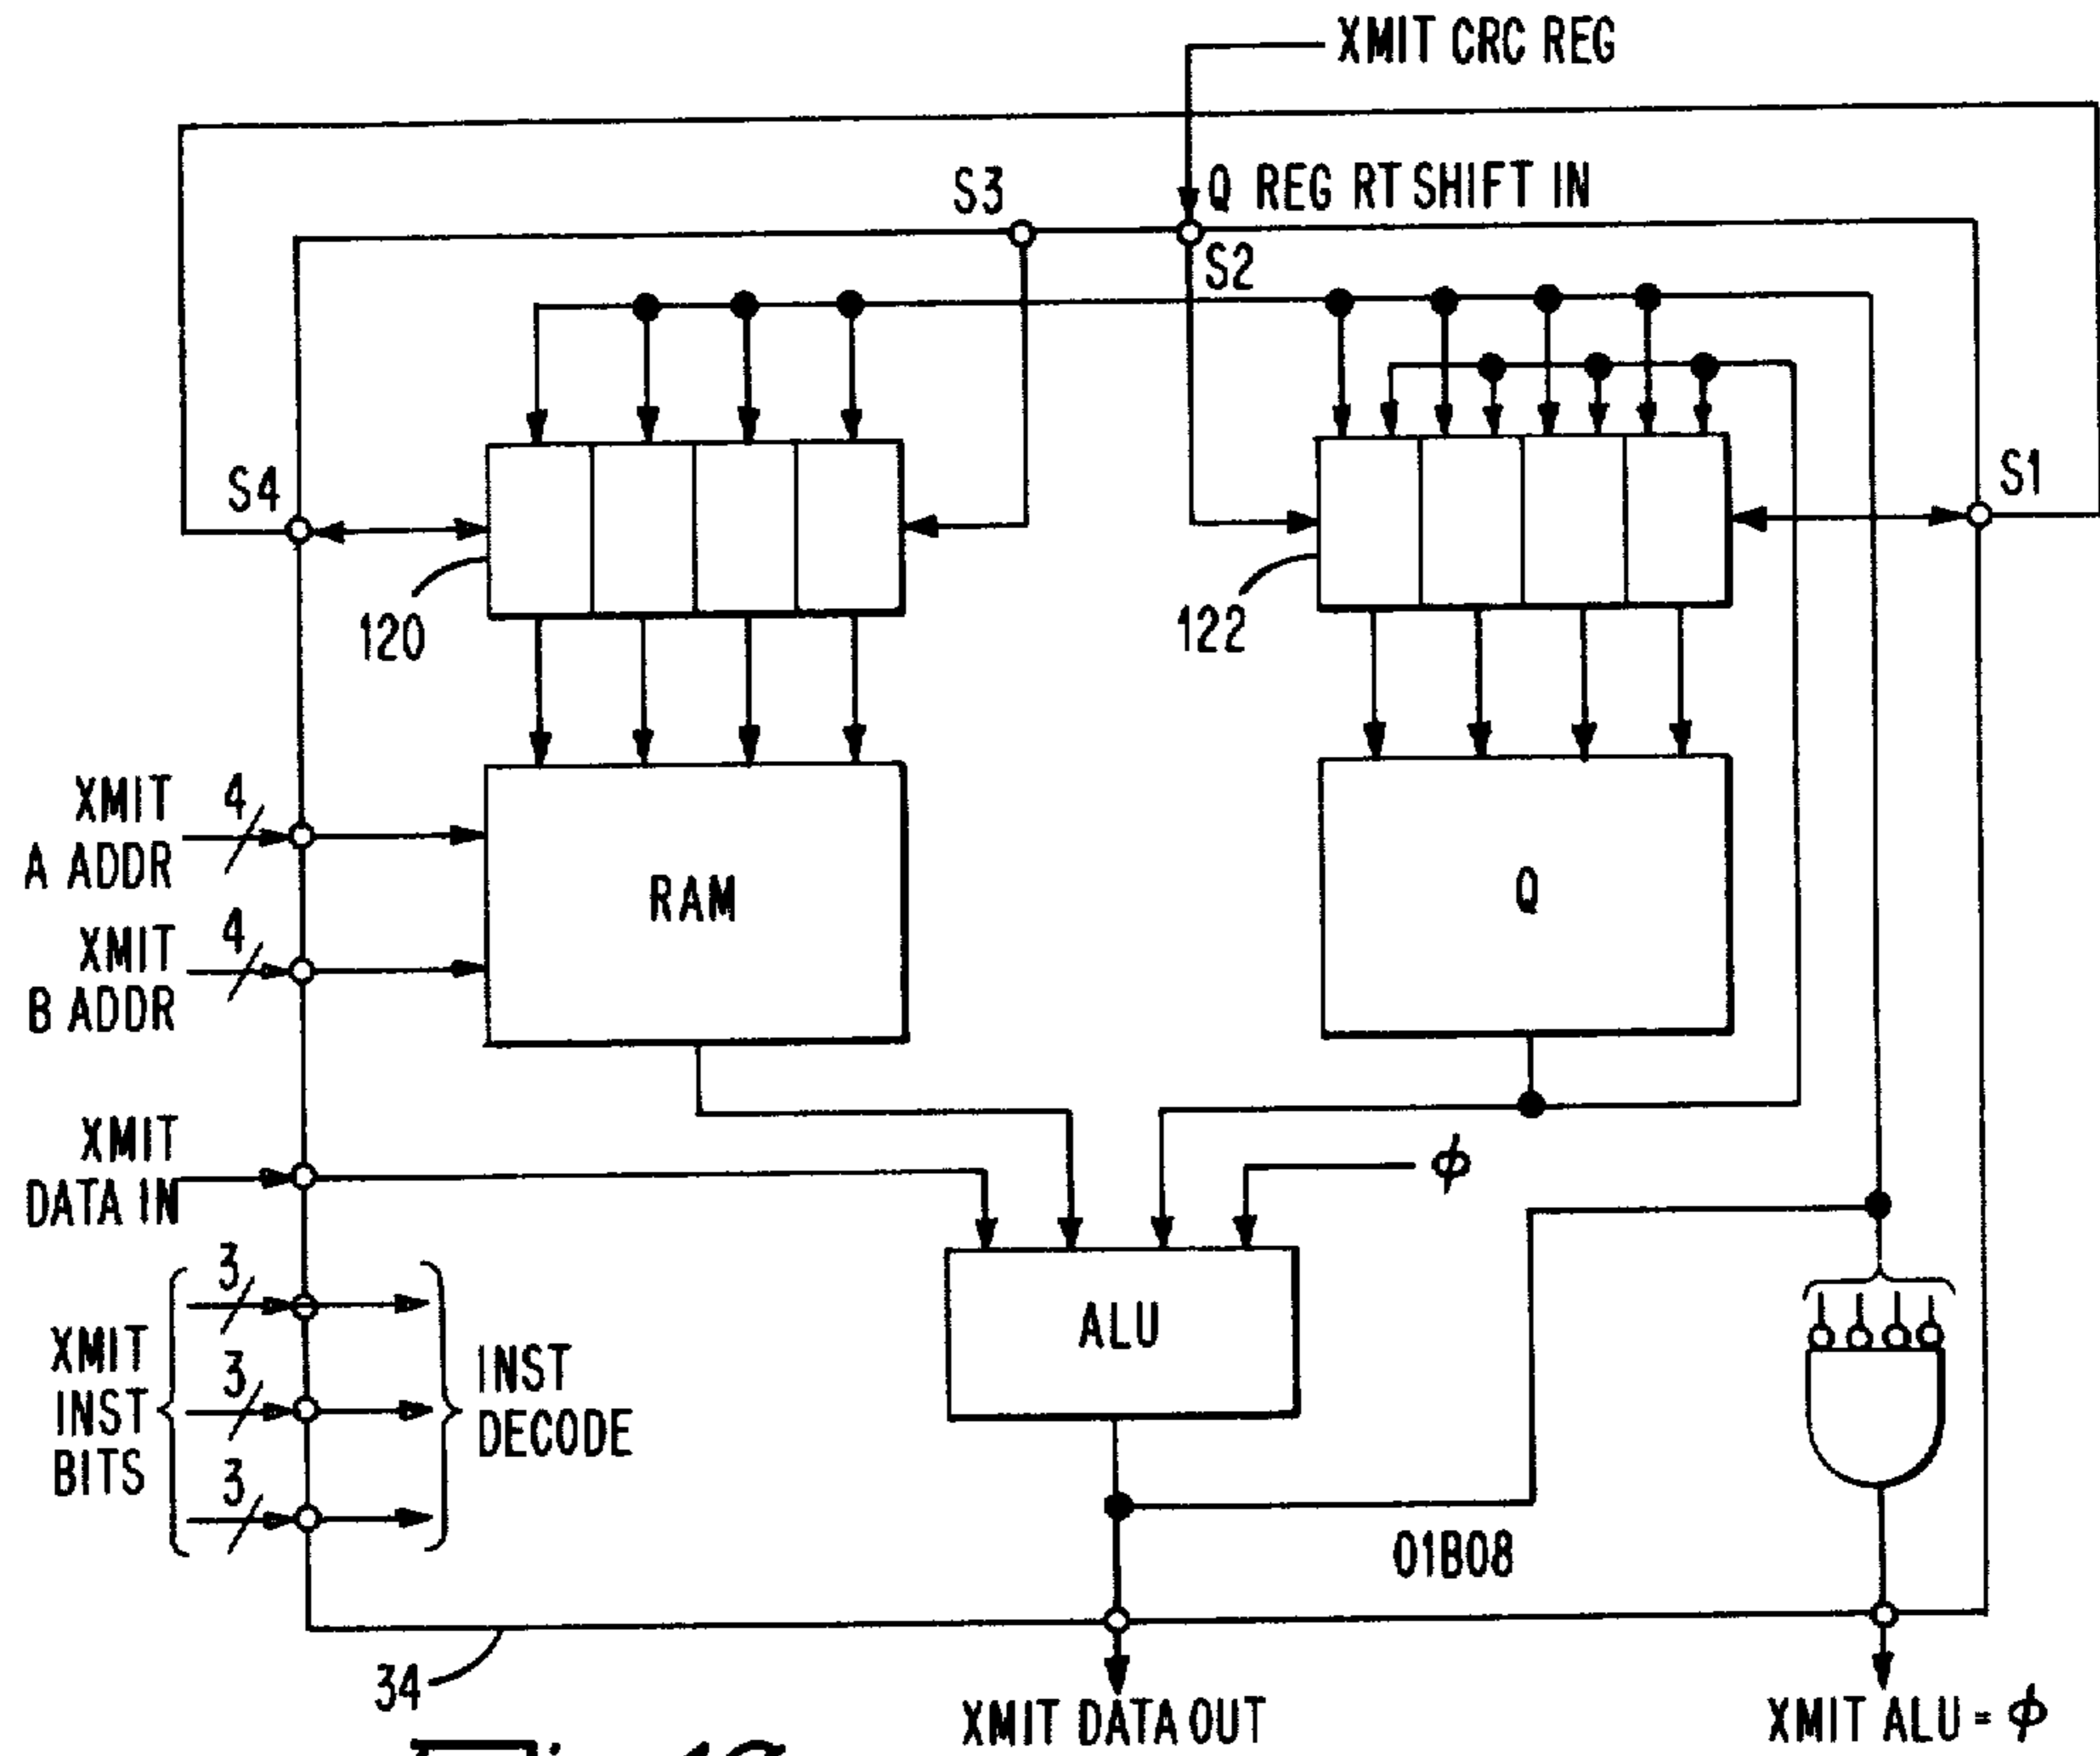 XMIT CRC REG
S3
Q REG RT SHIFT IN
S2
S4
S1
120
122
XMIT
A ADDR
4
RAM
Q
XMIT
B ADDR
4
XMIT
DATA IN
ϕ
3
XMIT
INST
BITS
3
3
INST
DECODE
ALU
01B08
34
XMIT DATA OUT
XMIT ALU = ϕ